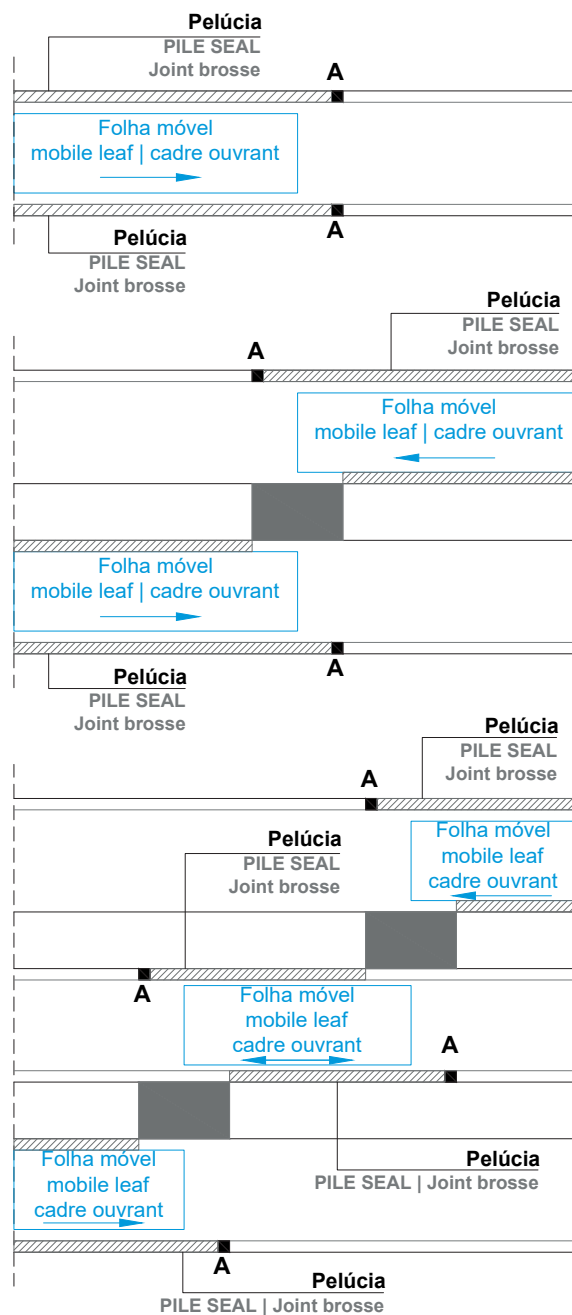 Pelúcia
PILE SEAL
Joint brosse
A
Folha móvel
mobile leaf | cadre ouvrant
A
Pelúcia
PILE SEAL
Joint brosse
Pelúcia
PILE SEAL
Joint brosse
A
Folha móvel
mobile leaf | cadre ouvrant
Folha móvel
mobile leaf | cadre ouvrant
A
Pelúcia
PILE SEAL
Joint brosse
Pelúcia
PILE SEAL
Joint brosse
A
Folha móvel
mobile leaf
cadre ouvrant
Pelúcia
PILE SEAL
Joint brosse
A
Folha móvel
mobile leaf
cadre ouvrant
A
Folha móvel
mobile leaf
cadre ouvrant
Pelúcia
PILE SEAL | Joint brosse
A
Pelúcia
PILE SEAL | Joint brosse